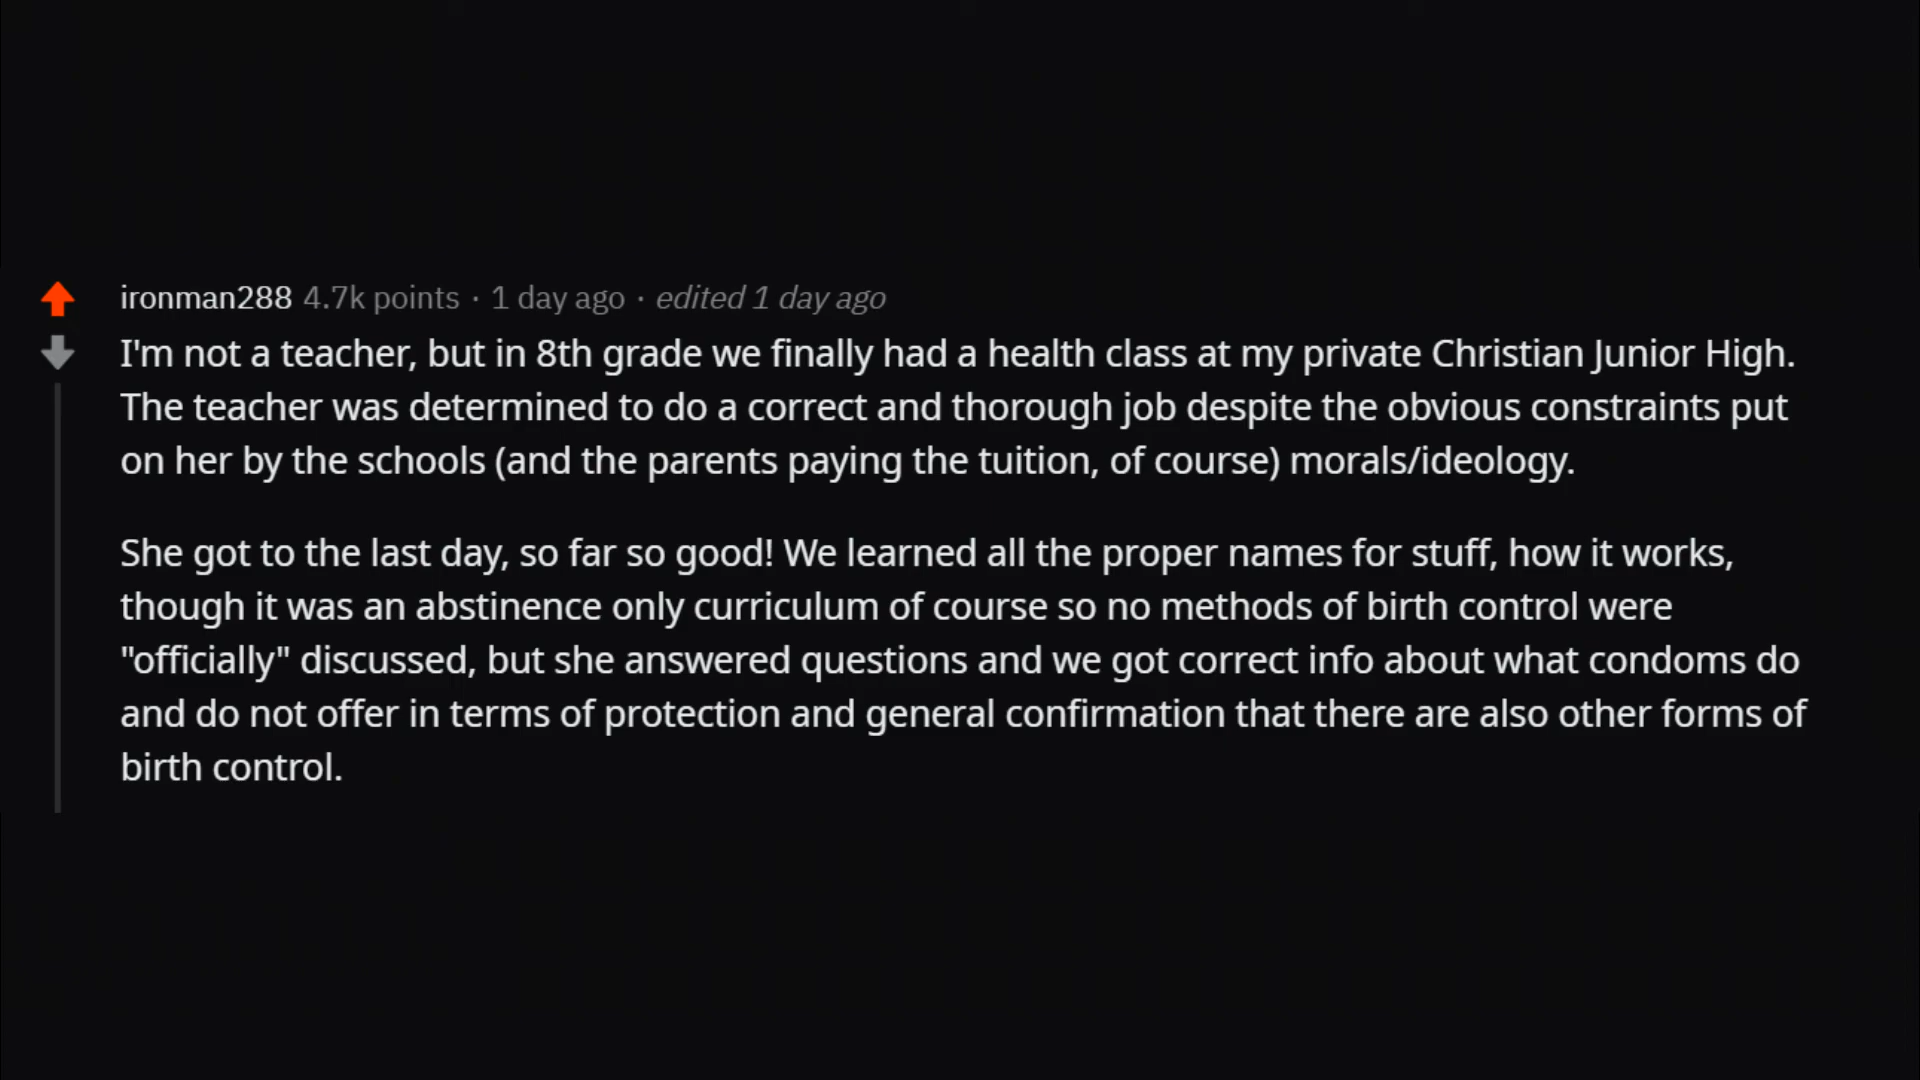 ironman288 4.7k points · 1 day ago · edited 1 day ago
I'm not a teacher, but in 8th grade we finally had a health class at my private Christian Junior High.
The teacher was determined to do a correct and thorough job despite the obvious constraints put
on her by the schools (and the parents paying the tuition, of course) morals/ideology.
She got to the last day, so far so good! We learned all the proper names for stuff, how it works,
though it was an abstinence only curriculum of course so no methods of birth control were
"officially" discussed, but she answered questions and we got correct info about what condoms do
and do not offer in terms of protection and general confirmation that there are also other forms of
birth control.